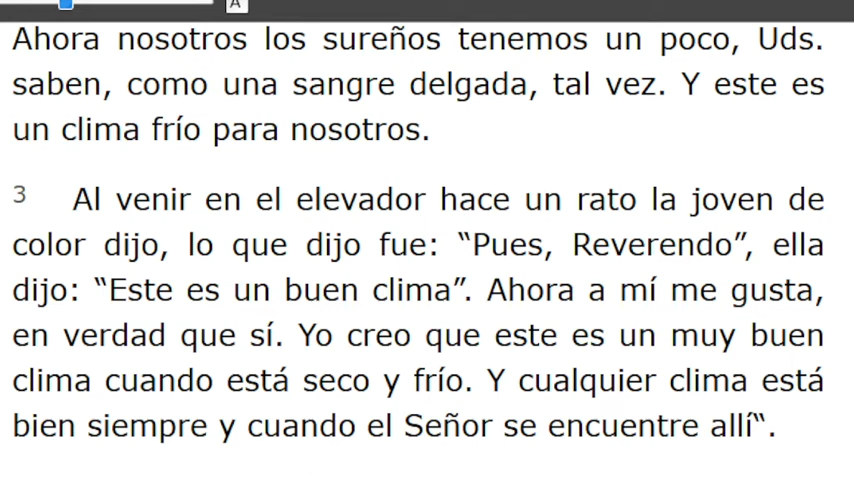 A
Ahora nosotros los sureños tenemos un poco, Uds.
saben, como una sangre delgada, tal vez. Y este es
un clima frío para nosotros.
3 Al venir en el elevador hace un rato la joven de
color dijo, lo que dijo fue: “Pues, Reverendo”, ella
dijo: “Este es un buen clima”. Ahora a mí me gusta,
en verdad que sí. Yo creo que este es un muy buen
clima cuando está seco y frío. Y cualquier clima está
bien siempre y cuando el Señor se encuentre allí“.